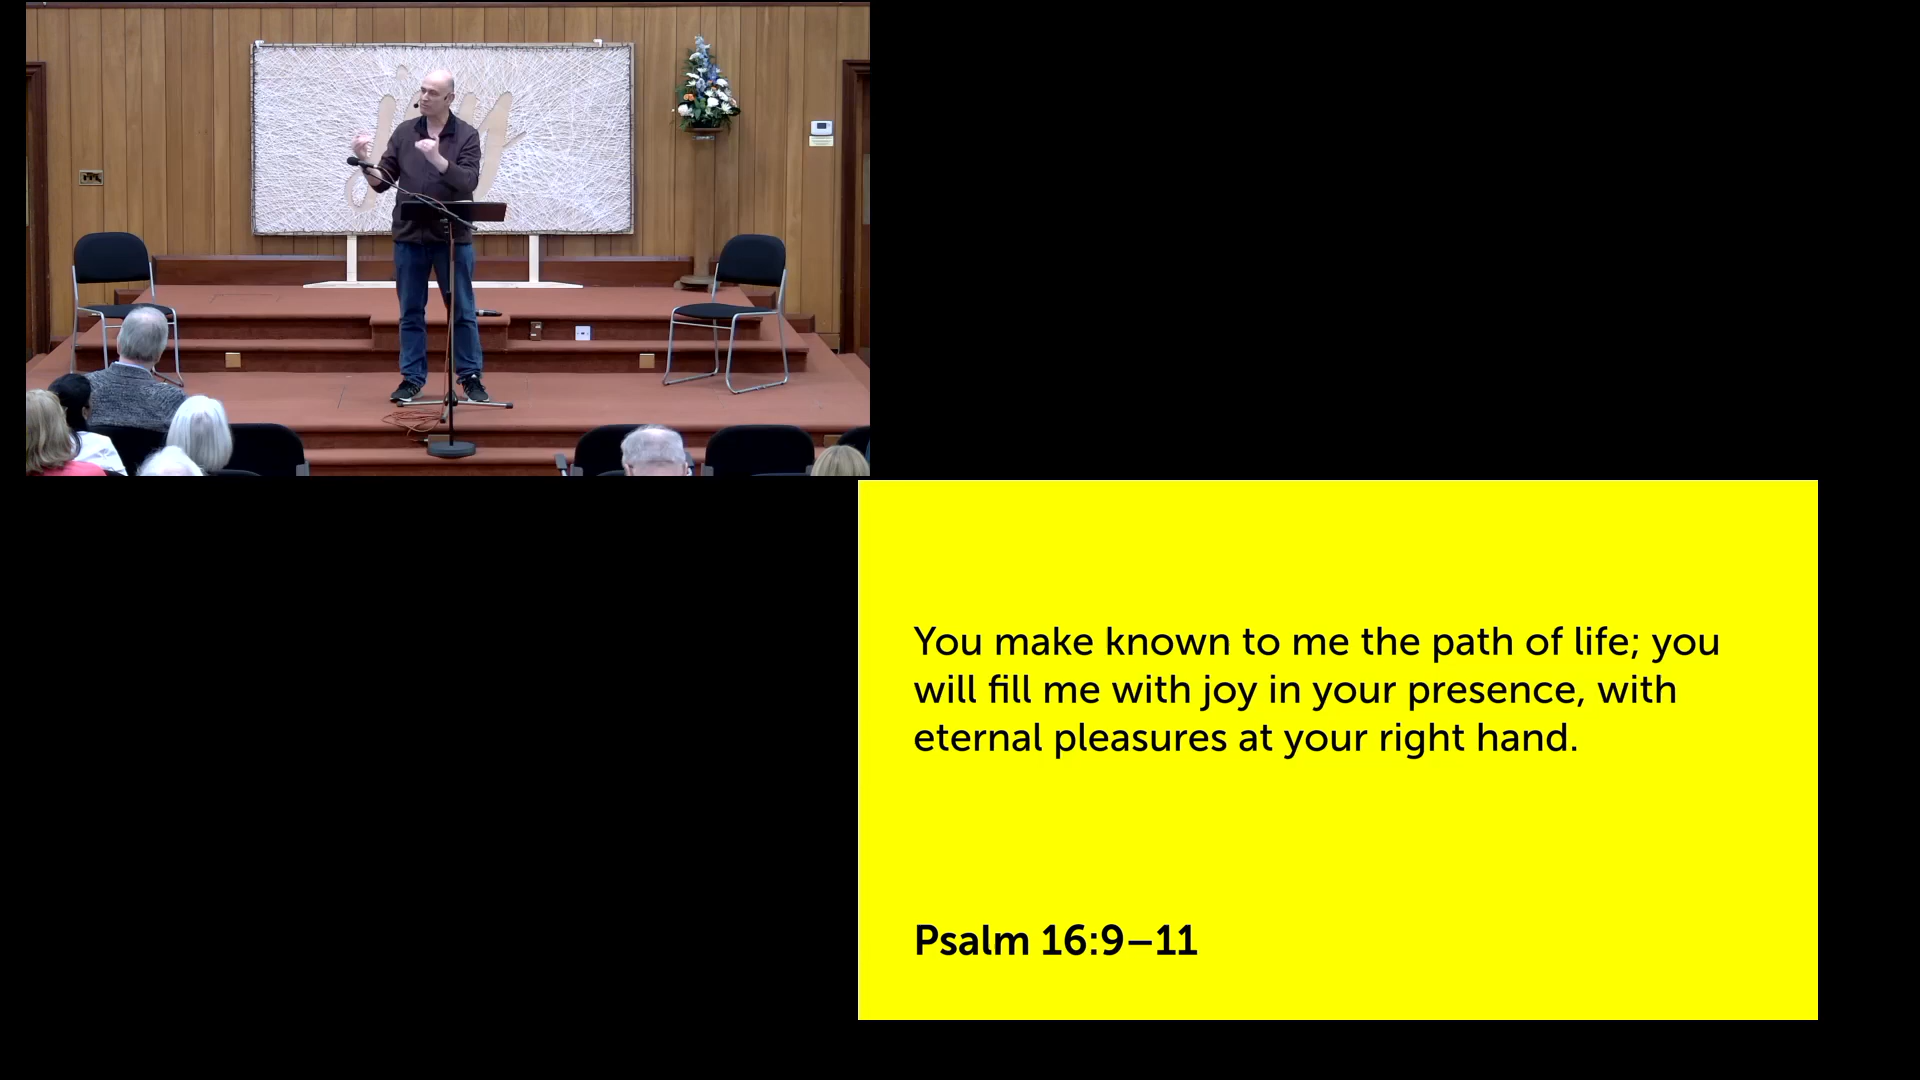 You make known to me the path of life; you
will fill me with joy in your presence, with
eternal pleasures at your right hand.
Psalm 16:9–11